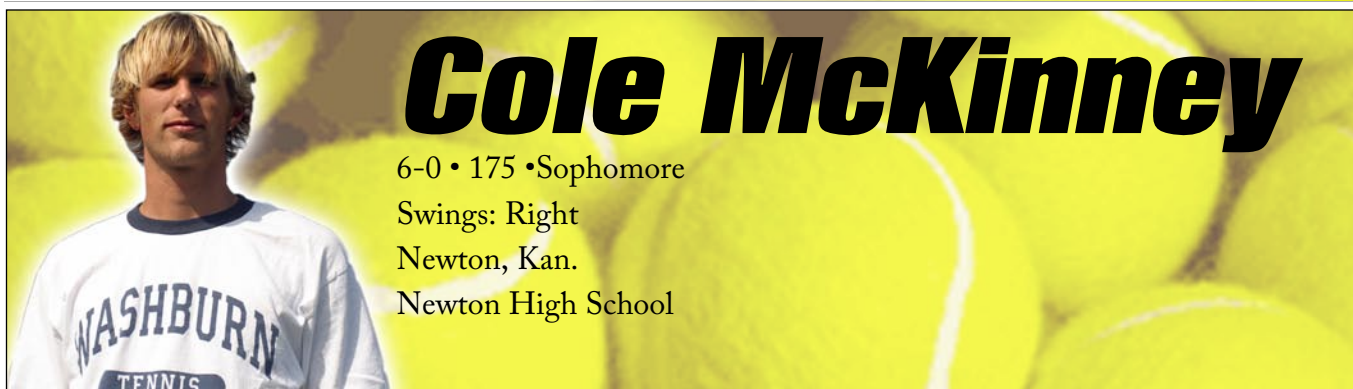 Cole McKinney
6-0 • 175 •Sophomore
Swings: Right
Newton, Kan.
Newton High School
WASHBURN
TENNIS